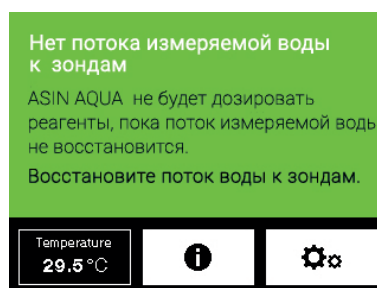 Нет потока измеряемой воды
к зондам
ASIN AQUA не будет дозировать
реагенты, пока поток измеряемой воды
не восстановится.
Восстановите поток воды к зондам.
Temperature
29.5°C